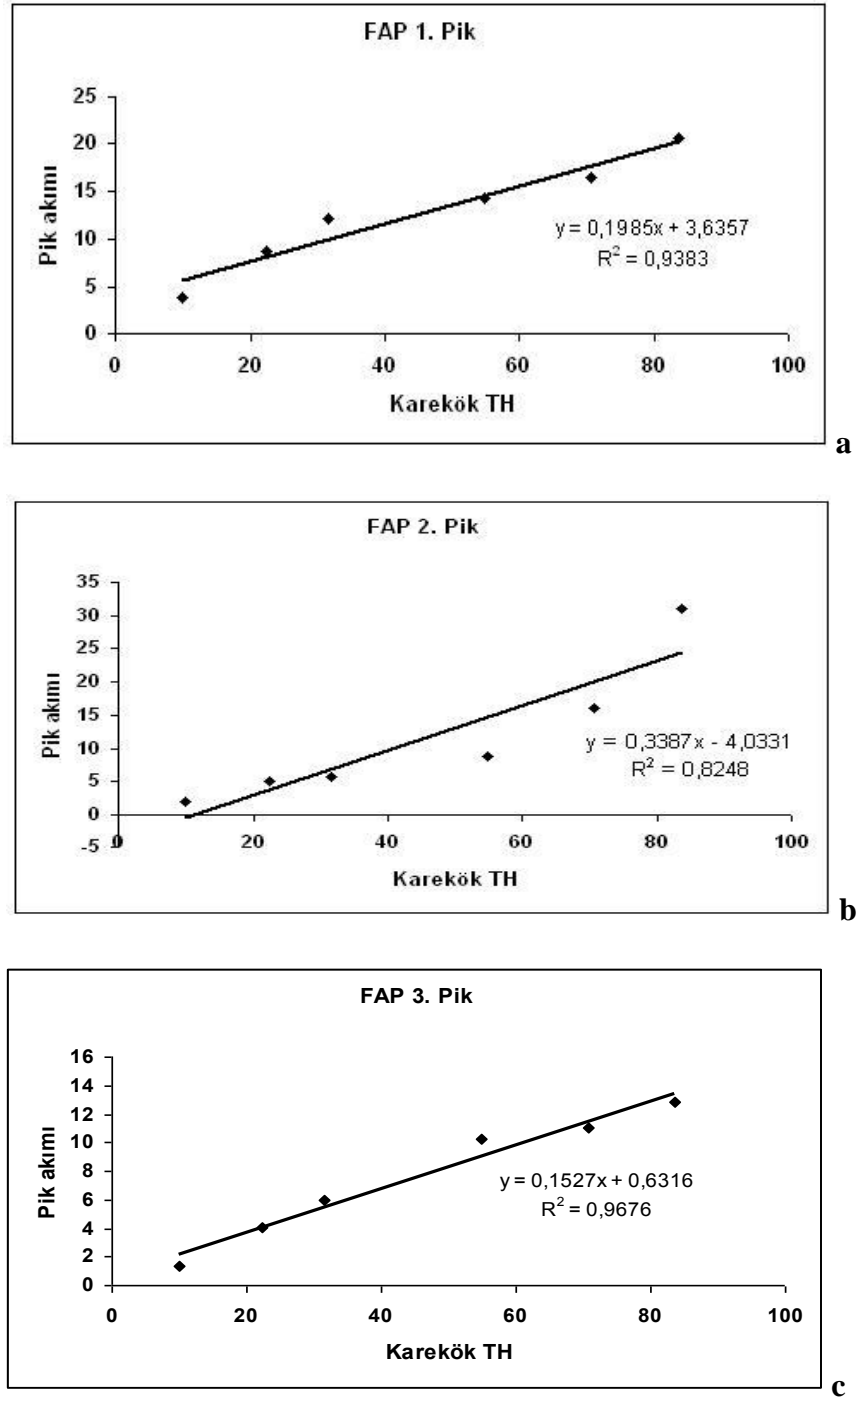 FAP 1. Pik
25
20
15
10
5
0
Pik akımı
y = 0,1985x + 3,6357
R² = 0,9383
0 20 40 60 80 100
Karekök TH
a
FAP 2. Pik
35
30
25
20
15
10
5
0
-5
Pik akımı
y = 0,3387x - 4,0331
R² = 0,8248
0 20 40 60 80 100
Karekök TH
b
FAP 3. Pik
16
14
12
10
8
6
4
2
0
Pik akımı
y = 0,1527x + 0,6316
R² = 0,9676
0 20 40 60 80 100
Karekök TH
c